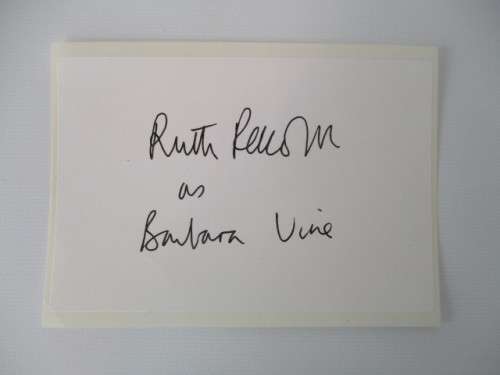 Ruth Rendell
as
Barbara Vine